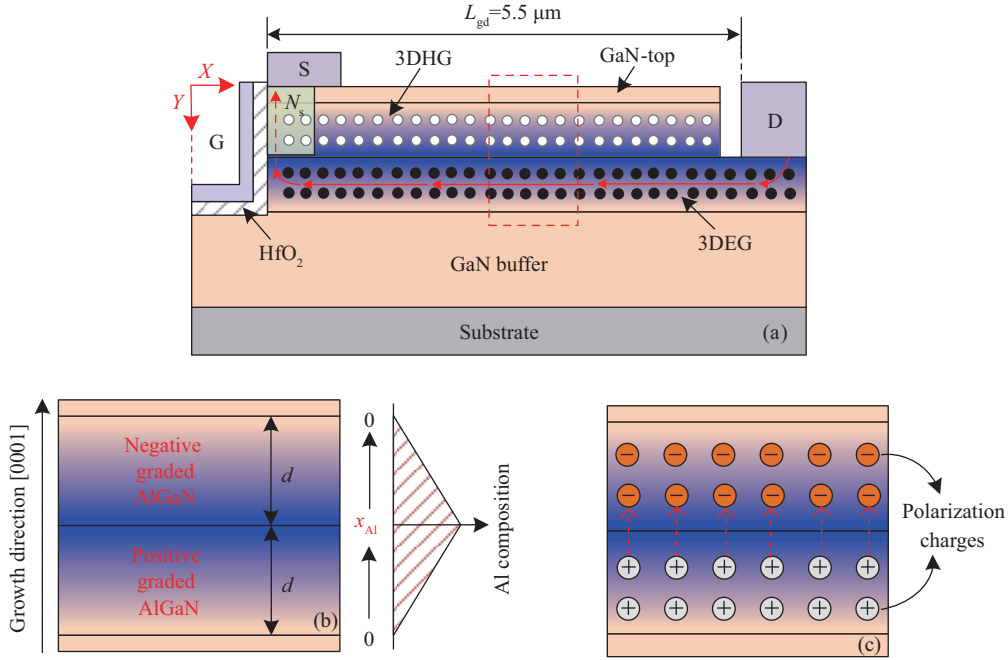 L_gd=5.5 μm
S
3DHG
GaN-top
X
Y
N_s
G
D
HfO₂
3DEG
GaN buffer
Substrate
(a)
Growth direction [0001]
Negative
graded
AlGaN
d
Positive
graded
AlGaN
d
(b)
0
x_Al
0
Al composition
Polarization
charges
(c)